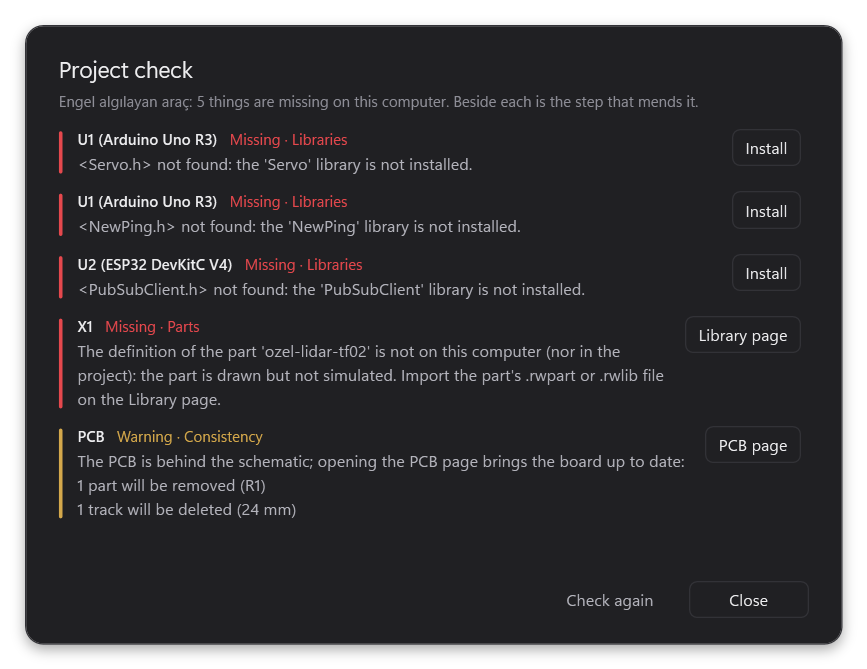 Project check
Engel algılayan araç: 5 things are missing on this computer. Beside each is the step that mends it.
U1 (Arduino Uno R3) Missing · Libraries
<Servo.h> not found: the 'Servo' library is not installed.
Install
U1 (Arduino Uno R3) Missing · Libraries
<NewPing.h> not found: the 'NewPing' library is not installed.
Install
U2 (ESP32 DevKitC V4) Missing · Libraries
<PubSubClient.h> not found: the 'PubSubClient' library is not installed.
Install
X1 Missing · Parts
The definition of the part 'ozel-lidar-tf02' is not on this computer (nor in the
project): the part is drawn but not simulated. Import the part's .rwpart or .rwlib file
on the Library page.
Library page
PCB Warning · Consistency
The PCB is behind the schematic; opening the PCB page brings the board up to date:
1 part will be removed (R1)
1 track will be deleted (24 mm)
PCB page
Check again
Close